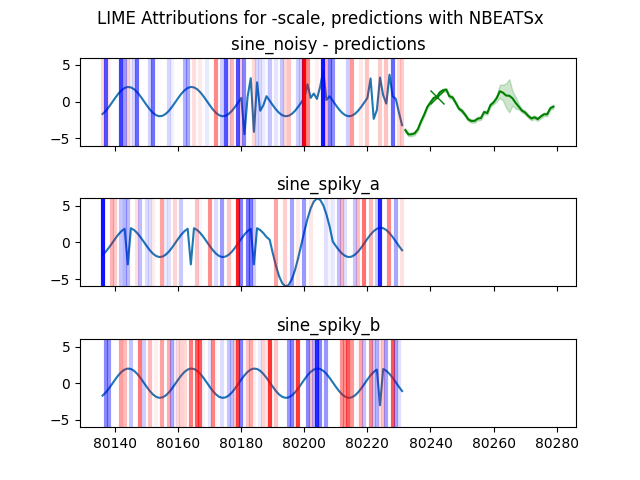 LIME Attributions for -scale, predictions with NBEATSx
sine_noisy - predictions
5
0
−5
sine_spiky_a
5
0
−5
sine_spiky_b
5
0
−5
80140 80160 80180 80200 80220 80240 80260 80280